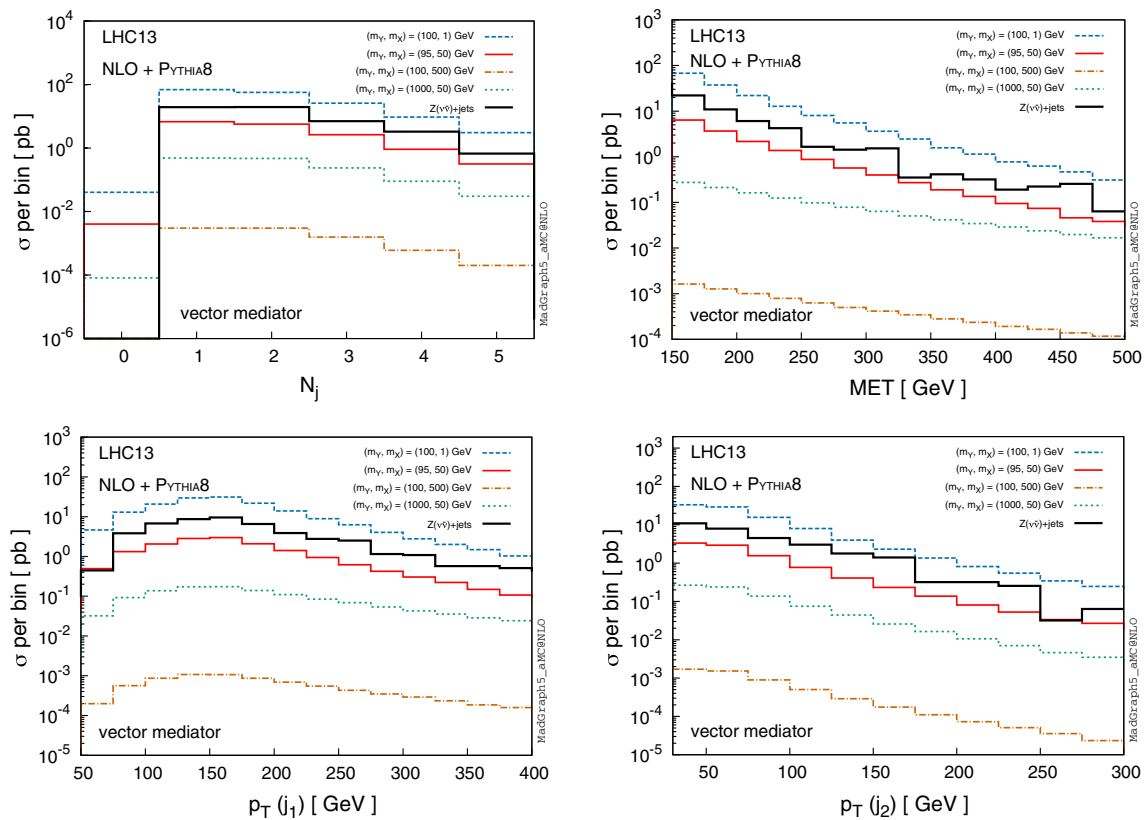 LHC13
NLO + PYTHIA8
(mY, mX) = (100, 1) GeV
(mY, mX) = (95, 50) GeV
(mY, mX) = (100, 500) GeV
(mY, mX) = (1000, 50) GeV
Z(νν̄)+jets
vector mediator
σ per bin [ pb ]
10^4
10^2
10^0
10^-2
10^-4
10^-6
0 1 2 3 4 5
Nj
MadGraph5_aMC@NLO
LHC13
NLO + PYTHIA8
(mY, mX) = (100, 1) GeV
(mY, mX) = (95, 50) GeV
(mY, mX) = (100, 500) GeV
(mY, mX) = (1000, 50) GeV
Z(νν̄)+jets
vector mediator
σ per bin [ pb ]
10^3
10^2
10^1
10^0
10^-1
10^-2
10^-3
10^-4
150 200 250 300 350 400 450 500
MET [ GeV ]
MadGraph5_aMC@NLO
LHC13
NLO + PYTHIA8
(mY, mX) = (100, 1) GeV
(mY, mX) = (95, 50) GeV
(mY, mX) = (100, 500) GeV
(mY, mX) = (1000, 50) GeV
Z(νν̄)+jets
vector mediator
σ per bin [ pb ]
10^3
10^2
10^1
10^0
10^-1
10^-2
10^-3
10^-4
10^-5
50 100 150 200 250 300 350 400
pT (j1) [ GeV ]
MadGraph5_aMC@NLO
LHC13
NLO + PYTHIA8
(mY, mX) = (100, 1) GeV
(mY, mX) = (95, 50) GeV
(mY, mX) = (100, 500) GeV
(mY, mX) = (1000, 50) GeV
Z(νν̄)+jets
vector mediator
σ per bin [ pb ]
10^3
10^2
10^1
10^0
10^-1
10^-2
10^-3
10^-4
10^-5
50 100 150 200 250 300
pT (j2) [ GeV ]
MadGraph5_aMC@NLO